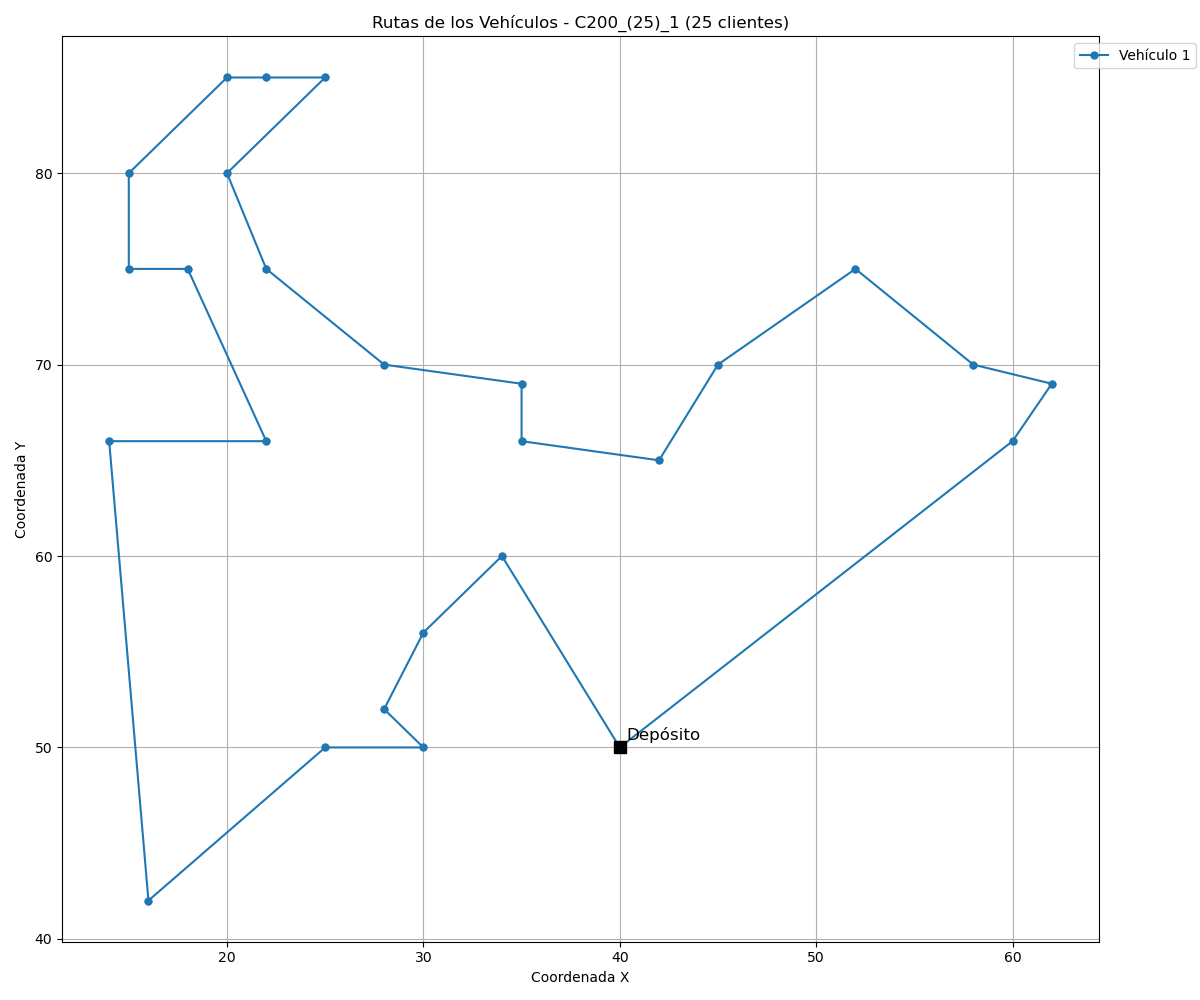 Rutas de los Vehículos - C200_(25)_1 (25 clientes)
Vehículo 1
80
70
60
50
40
Coordenada Y
Depósito
20
30
40
50
60
Coordenada X